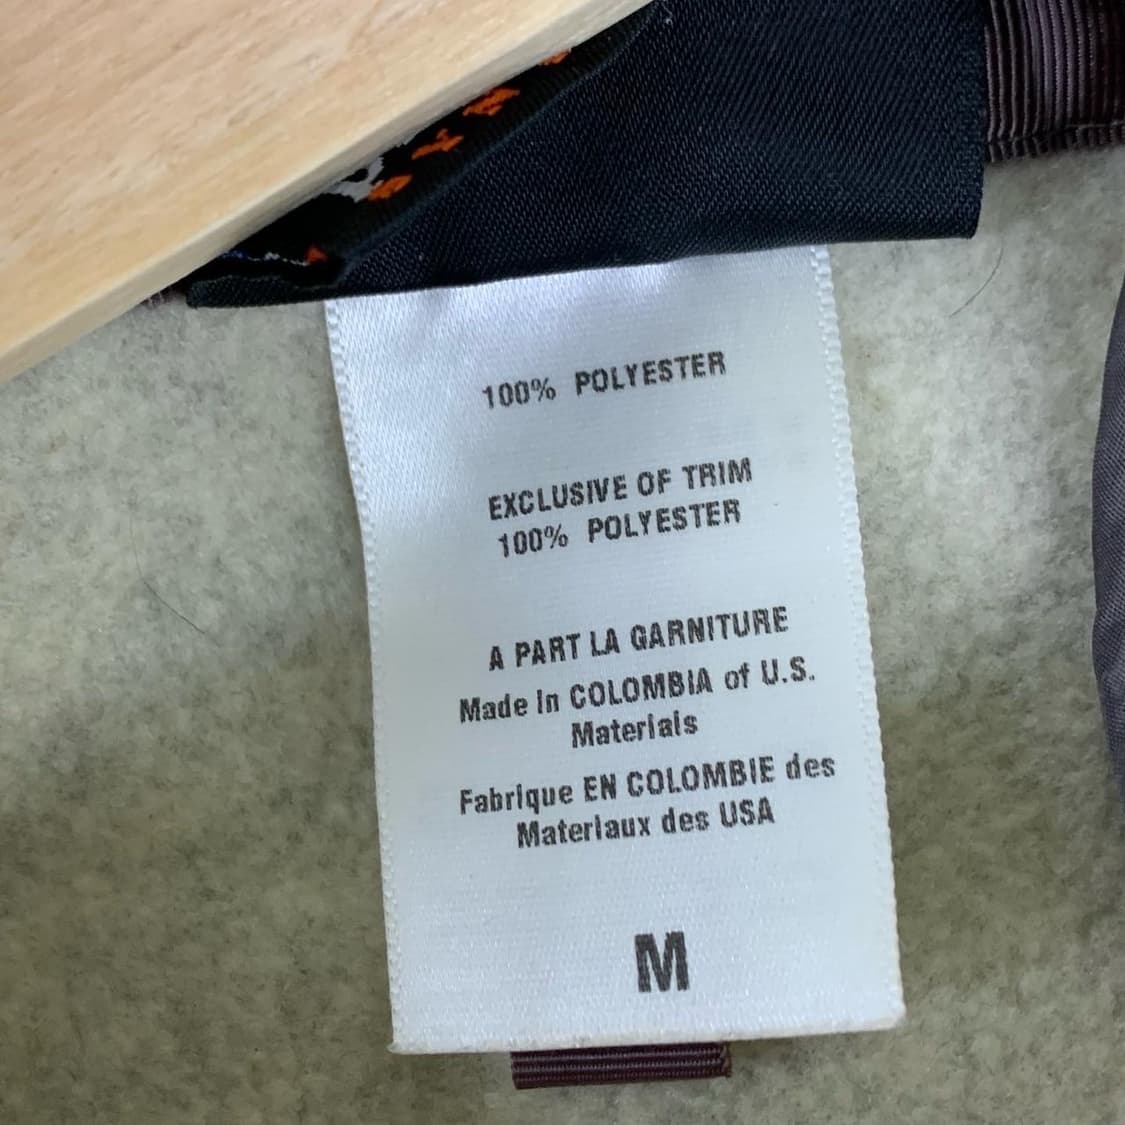 100% POLYESTER
EXCLUSIVE OF TRIM
100% POLYESTER
A PART LA GARNITURE
Made in COLOMBIA of U.S.
Materials
Fabrique EN COLOMBIE des
Materiaux des USA
M